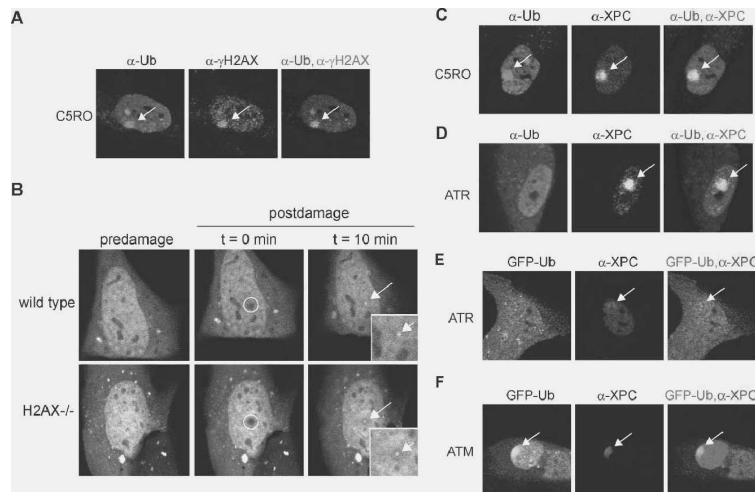 A
α-Ub α-γH2AX α-Ub, α-γH2AX
C5RO
B
postdamage
predamage t = 0 min t = 10 min
wild type
H2AX-/-
C
α-Ub α-XPC α-Ub, α-XPC
C5RO
D
α-Ub α-XPC α-Ub, α-XPC
ATR
E
GFP-Ub α-XPC GFP-Ub, α-XPC
ATR
F
GFP-Ub α-XPC GFP-Ub,α-XPC
ATM